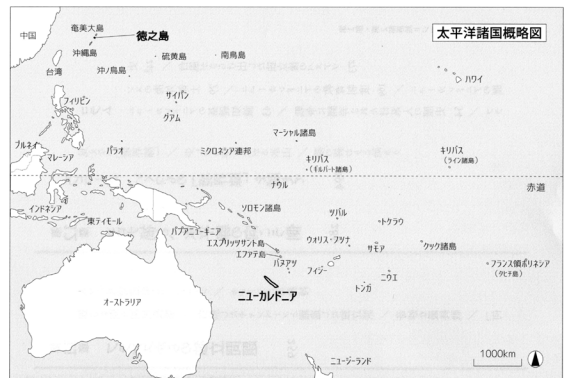 太平洋諸国概略図
中国
奄美大島
徳之島
沖縄島
硫黄島
南鳥島
台湾
沖ノ鳥島
ハワイ
サイパン
フィリピン
グアム
マーシャル諸島
ブルネイ
マレーシア
パラオ
ミクロネシア連邦
キリバス
(ギルバート諸島)
キリバス
(ライン諸島)
ナウル
赤道
インドネシア
東ティモール
ソロモン諸島
ツバル
トケラウ
パプアニューギニア
エスプリッサント島
ウォリス・フツナ
サモア
クック諸島
エファテ島
バヌアツ
フィジー
ニウエ
フランス領ポリネシア
(タヒチ島)
トンガ
ニューカレドニア
オーストラリア
ニュージーランド
1000km